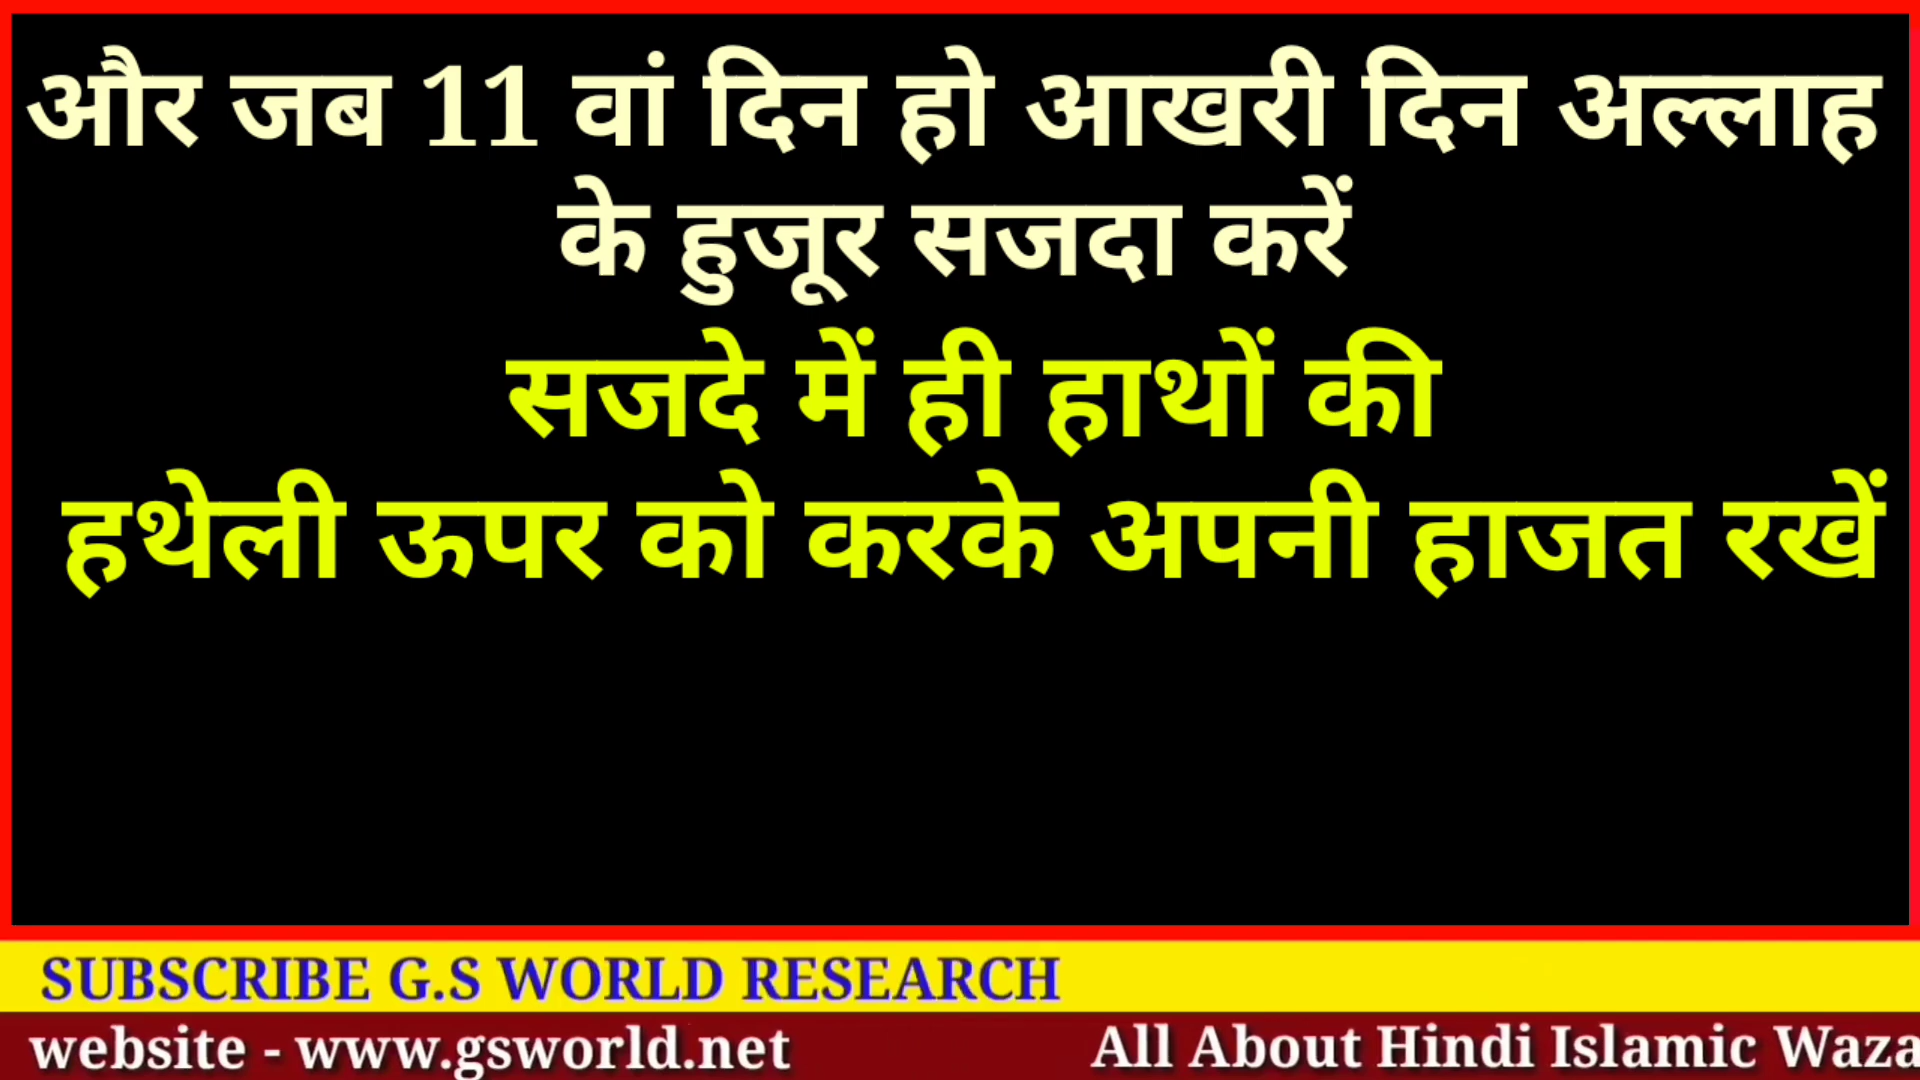 और जब 11 वां दिन हो आखरी दिन अल्लाह
के हुजूर सजदा करें
सजदे में ही हाथों की
हथेली ऊपर को करके अपनी हाजत रखें
SUBSCRIBE G.S WORLD RESEARCH
website - www.gsworld.net All About Hindi Islamic Waza